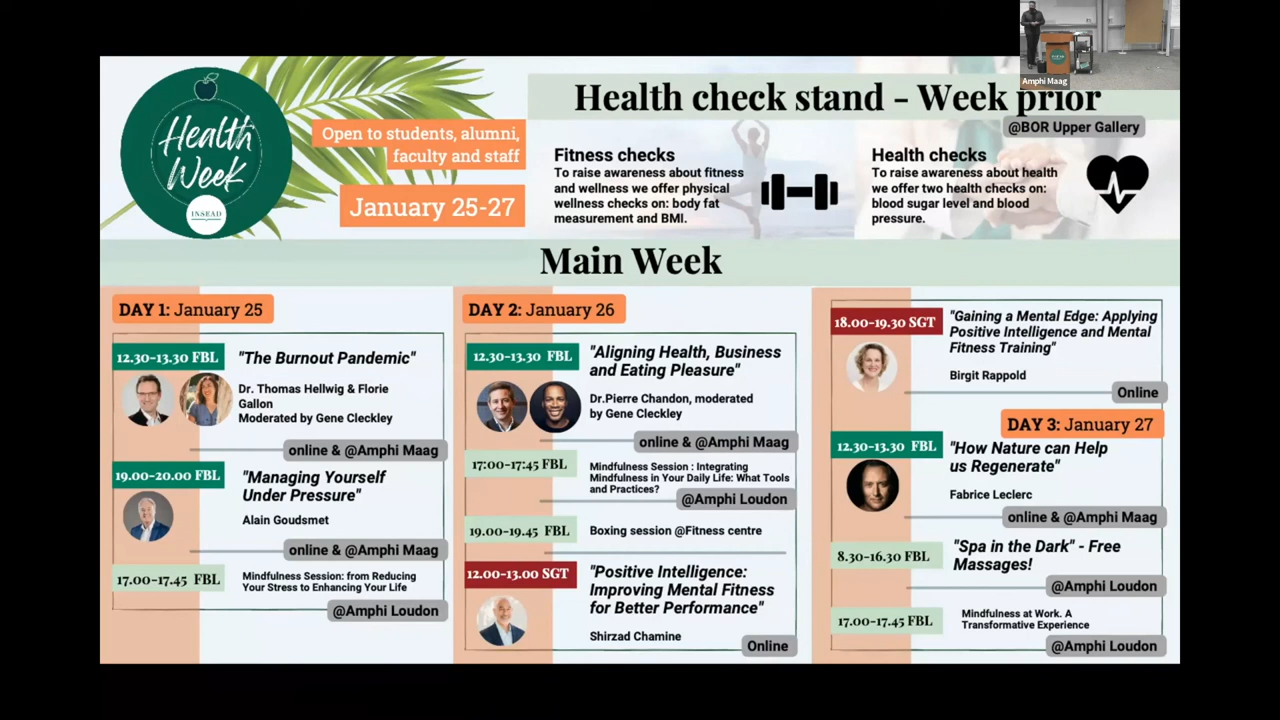 Amphi Maag
Health
Week
INSEAD
Open to students, alumni,
faculty and staff
January 25-27
Health check stand - Week prior
@BOR Upper Gallery
Fitness checks
To raise awareness about fitness
and wellness we offer physical
wellness checks on: body fat
measurement and BMI.
Health checks
To raise awareness about health
we offer two health checks on:
blood sugar level and blood
pressure.
Main Week
DAY 1: January 25
12.30-13.30 FBL
"The Burnout Pandemic"
Dr. Thomas Hellwig & Florie
Gallon
Moderated by Gene Cleckley
online & @Amphi Maag
19.00-20.00 FBL
"Managing Yourself
Under Pressure"
Alain Goudsmet
online & @Amphi Maag
17.00-17.45 FBL
Mindfulness Session: from Reducing
Your Stress to Enhancing Your Life
@Amphi Loudon
DAY 2: January 26
12.30-13.30 FBL
"Aligning Health, Business
and Eating Pleasure"
Dr.Pierre Chandon, moderated
by Gene Cleckley
online & @Amphi Maag
17:00-17:45 FBL
Mindfulness Session : Integrating
Mindfulness in Your Daily Life: What Tools
and Practices?
@Amphi Loudon
19.00-19.45 FBL
Boxing session @Fitness centre
12.00-13.00 SGT
"Positive Intelligence:
Improving Mental Fitness
for Better Performance"
Shirzad Chamine
Online
18.00-19.30 SGT
"Gaining a Mental Edge: Applying
Positive Intelligence and Mental
Fitness Training"
Birgit Rappold
Online
DAY 3: January 27
12.30-13.30 FBL
"How Nature can Help
us Regenerate"
Fabrice Leclerc
online & @Amphi Maag
8.30-16.30 FBL
"Spa in the Dark" - Free
Massages!
@Amphi Loudon
17.00-17.45 FBL
Mindfulness at Work. A
Transformative Experience
@Amphi Loudon